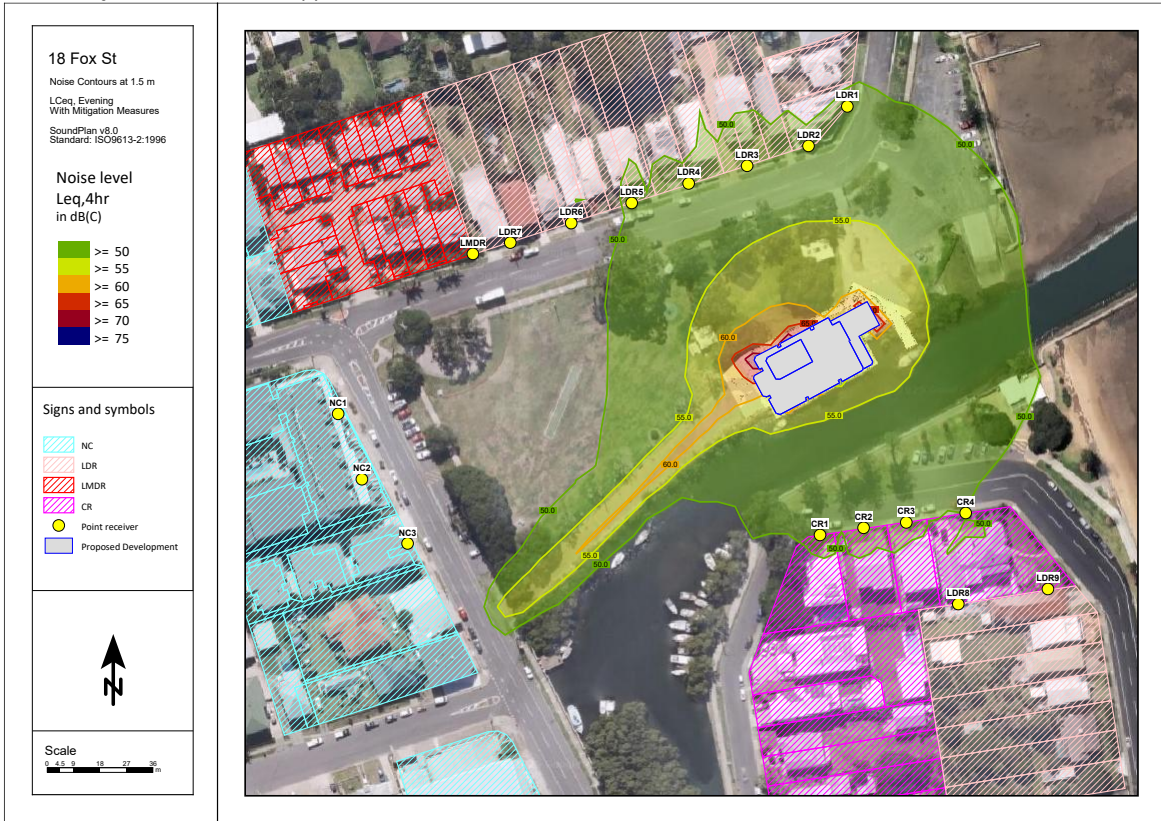 18 Fox St
Noise Contours at 1.5 m
LCeq, Evening
With Mitigation Measures
SoundPlan v8.0
Standard: ISO9613-2:1996
Noise level
Leq,4hr
in dB(C)
>= 50
>= 55
>= 60
>= 65
>= 70
>= 75
Signs and symbols
NC
LDR
LMDR
CR
Point receiver
Proposed Development
N
Scale
0 4.5 9 18 27 36
m
LDR1
50.0
LDR2
50.0
LDR3
LDR4
LDR5
LDR6
55.0
LDR7
50.0
LMDR
60.0
NC1
55.0
55.0
50.0
60.0
NC2
50.0
CR4
CR3
CR2
CR1
50.0
50.0
NC3
55.0
50.0
LDR9
LDR8